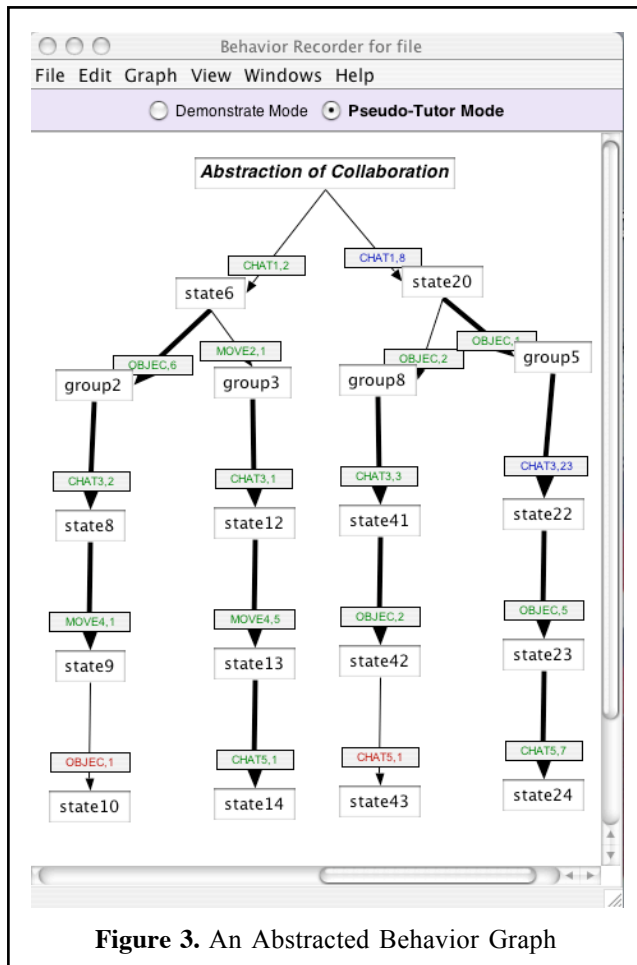 Behavior Recorder for file
File Edit Graph View Windows Help
Demonstrate Mode Pseudo-Tutor Mode
Abstraction of Collaboration
CHAT1,2 CHAT1,8
state6 state20
OBJEC,6 MOVE2,1 OBJEC,2
group2 group3 group8 group5
CHAT3,2 CHAT3,1 CHAT3,3 CHAT3,23
state8 state12 state41 state22
MOVE4,1 MOVE4,5 OBJEC,2 OBJEC,5
state9 state13 state42 state23
OBJEC,1 CHAT5,1 CHAT5,1 CHAT5,7
state10 state14 state43 state24
Figure 3. An Abstracted Behavior Graph